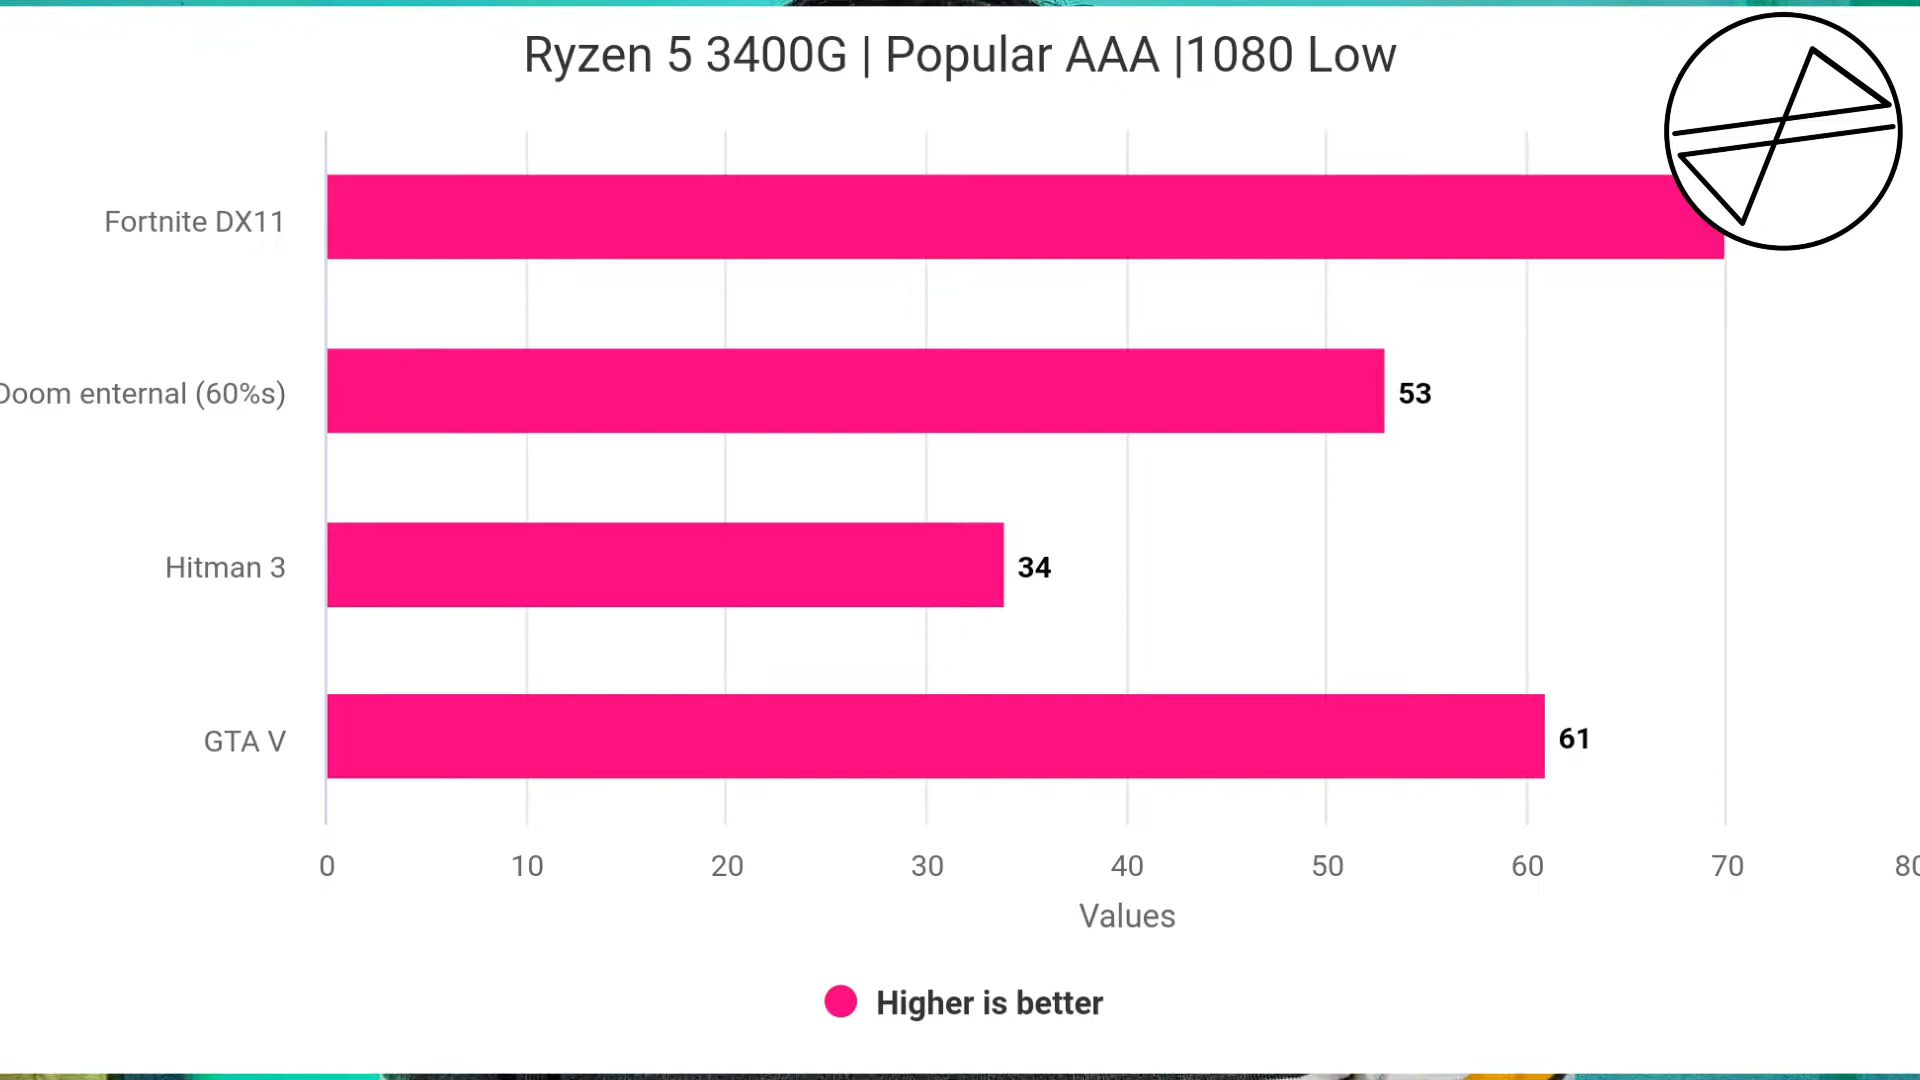 Ryzen 5 3400G | Popular AAA |1080 Low
Fortnite DX11
Doom enternal (60%s)
53
Hitman 3
34
GTA V
61
0 10 20 30 40 50 60 70 80
Values
Higher is better